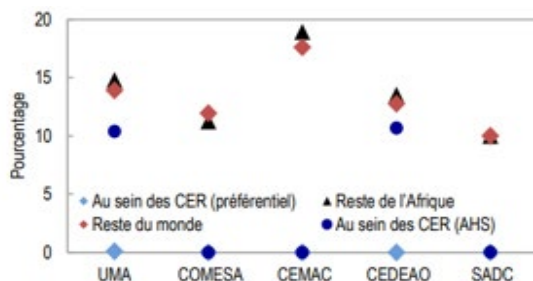 20
15
10
5
0
Pourcentage
Au sein des CER (préférentiel)
Reste de l'Afrique
Reste du monde
Au sein des CER (AHS)
UMA
COMESA
CEMAC
CEDEAO
SADC